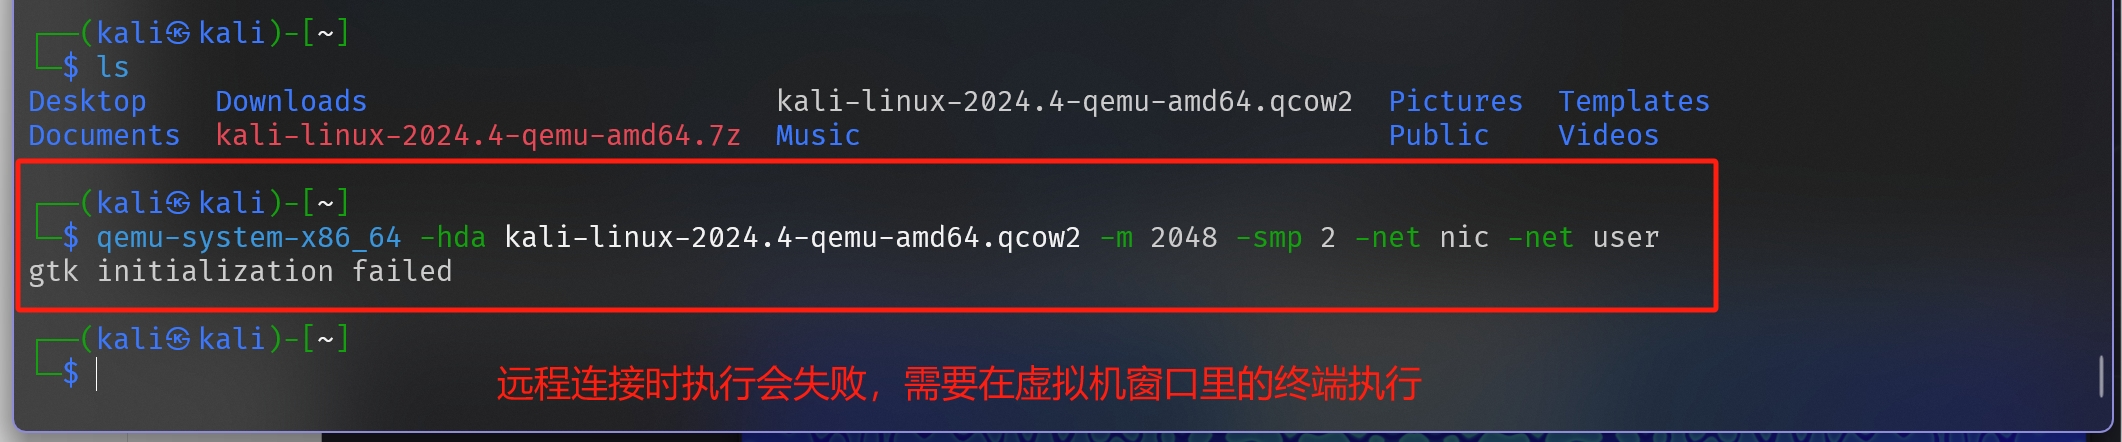 ┌──(kali㉿kali)-[~]
└─$ ls
Desktop    Downloads                        kali-linux-2024.4-qemu-amd64.qcow2  Pictures  Templates
Documents  kali-linux-2024.4-qemu-amd64.7z  Music                               Public    Videos
┌──(kali㉿kali)-[~]
└─$ qemu-system-x86_64 -hda kali-linux-2024.4-qemu-amd64.qcow2 -m 2048 -smp 2 -net nic -net user
gtk initialization failed
┌──(kali㉿kali)-[~]
└─$
远程连接时执行会失败，需要在虚拟机窗口里的终端执行